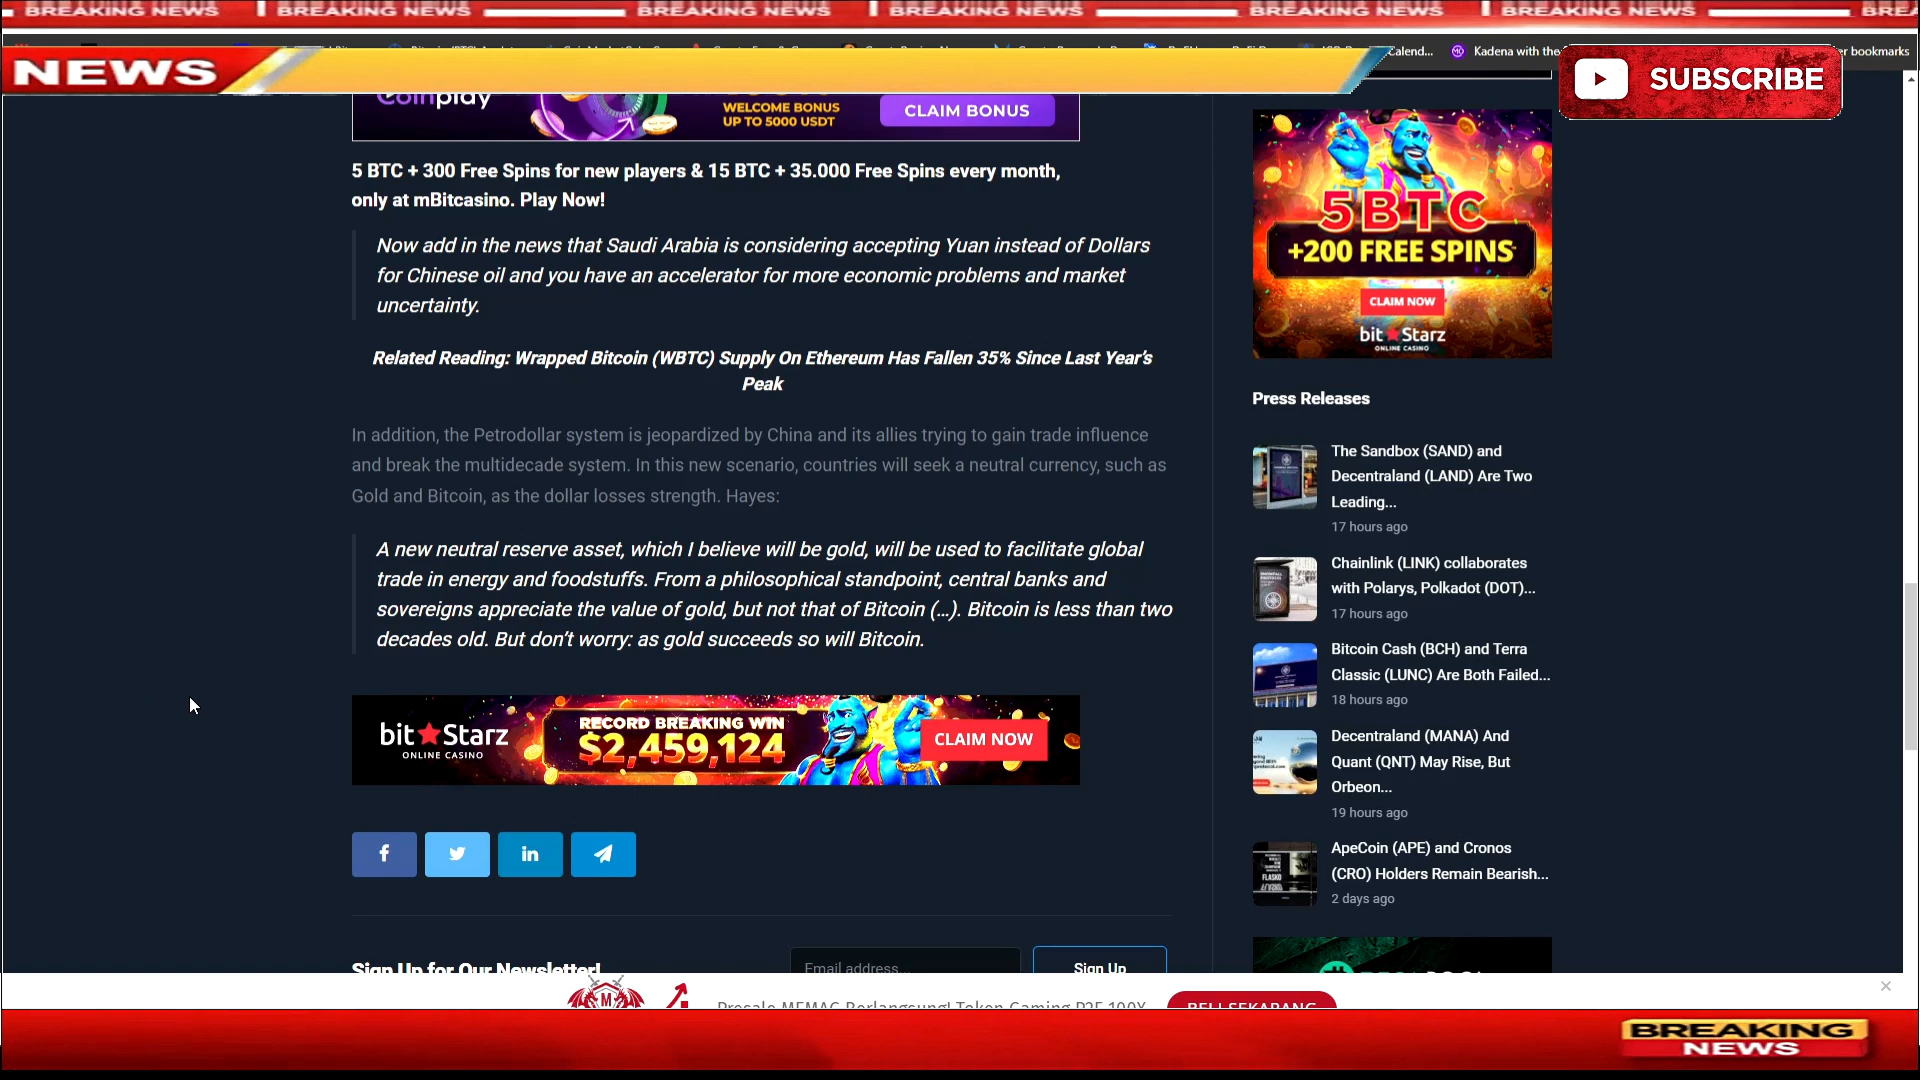 BREAKING NEWS BREAKING NEWS BREAKING NEWS BREAKING NEWS BREAKING NEWS BREAKING NEWS
Kadena with the
bookmarks
NEWS
SUBSCRIBE
Coinplay
WELCOME BONUS
UP TO 5000 USDT
CLAIM BONUS
5 BTC + 300 Free Spins for new players & 15 BTC + 35.000 Free Spins every month,
only at mBitcasino. Play Now!
Now add in the news that Saudi Arabia is considering accepting Yuan instead of Dollars
for Chinese oil and you have an accelerator for more economic problems and market
uncertainty.
Related Reading: Wrapped Bitcoin (WBTC) Supply On Ethereum Has Fallen 35% Since Last Year's
Peak
In addition, the Petrodollar system is jeopardized by China and its allies trying to gain trade influence
and break the multidecade system. In this new scenario, countries will seek a neutral currency, such as
Gold and Bitcoin, as the dollar losses strength. Hayes:
A new neutral reserve asset, which I believe will be gold, will be used to facilitate global
trade in energy and foodstuffs. From a philosophical standpoint, central banks and
sovereigns appreciate the value of gold, but not that of Bitcoin (…). Bitcoin is less than two
decades old. But don't worry: as gold succeeds so will Bitcoin.
bitStarz
ONLINE CASINO
RECORD BREAKING WIN
$2,459,124
CLAIM NOW
Sign Up for Our Newsletter!
Email address...
Sign Up
5BTC
+200 FREE SPINS
CLAIM NOW
bitStarz
ONLINE CASINO
Press Releases
The Sandbox (SAND) and
Decentraland (LAND) Are Two
Leading...
17 hours ago
Chainlink (LINK) collaborates
with Polarys, Polkadot (DOT)...
17 hours ago
Bitcoin Cash (BCH) and Terra
Classic (LUNC) Are Both Failed...
18 hours ago
Decentraland (MANA) And
Quant (QNT) May Rise, But
Orbeon...
19 hours ago
ApeCoin (APE) and Cronos
(CRO) Holders Remain Bearish...
2 days ago
Presale MEMAG Berlangsung! Token Gaming P2E 100X
BELI SEKARANG
BREAKING
NEWS